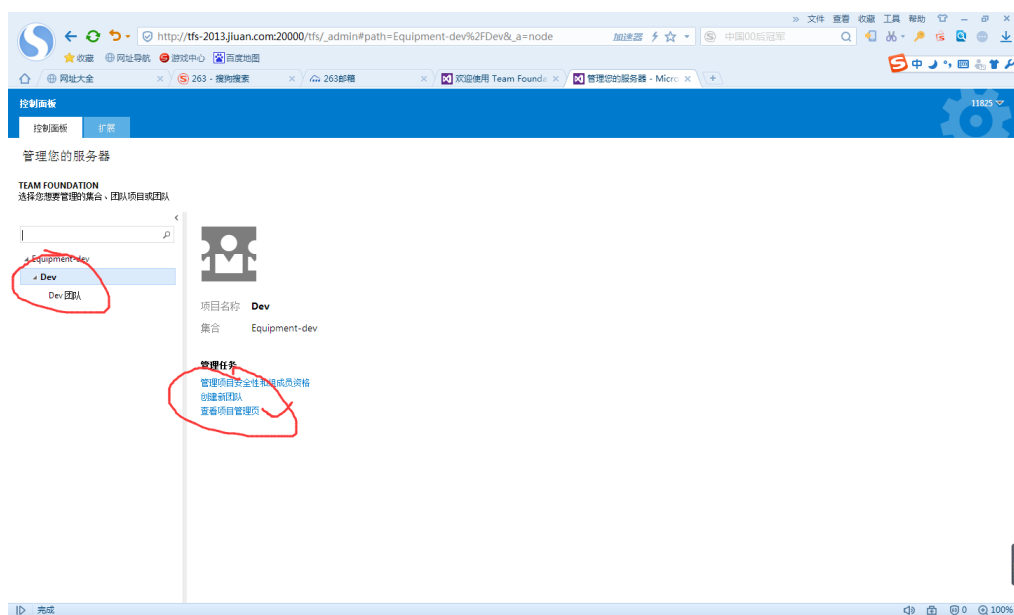 » 文件 查看 收藏 工具 帮助
http://tfs-2013.jiuan.com:20000/tfs/_admin#path=Equipment-dev%2FDev&_a=node 加速器 中国00后冠军
收藏 网址导航 游戏中心 百度地图
网址大全 263 - 搜狗搜索 263邮箱 欢迎使用 Team Founda 管理您的服务器 - Micro
中
控制面板 11825
控制面板 扩展
管理您的服务器
TEAM FOUNDATION
选择您想要管理的集合、团队项目或团队
Equipment-dev
Dev
Dev 团队
项目名称 Dev
集合 Equipment-dev
管理任务
管理项目安全性和组成员资格
创建新团队
查看项目管理页
完成 0 100%